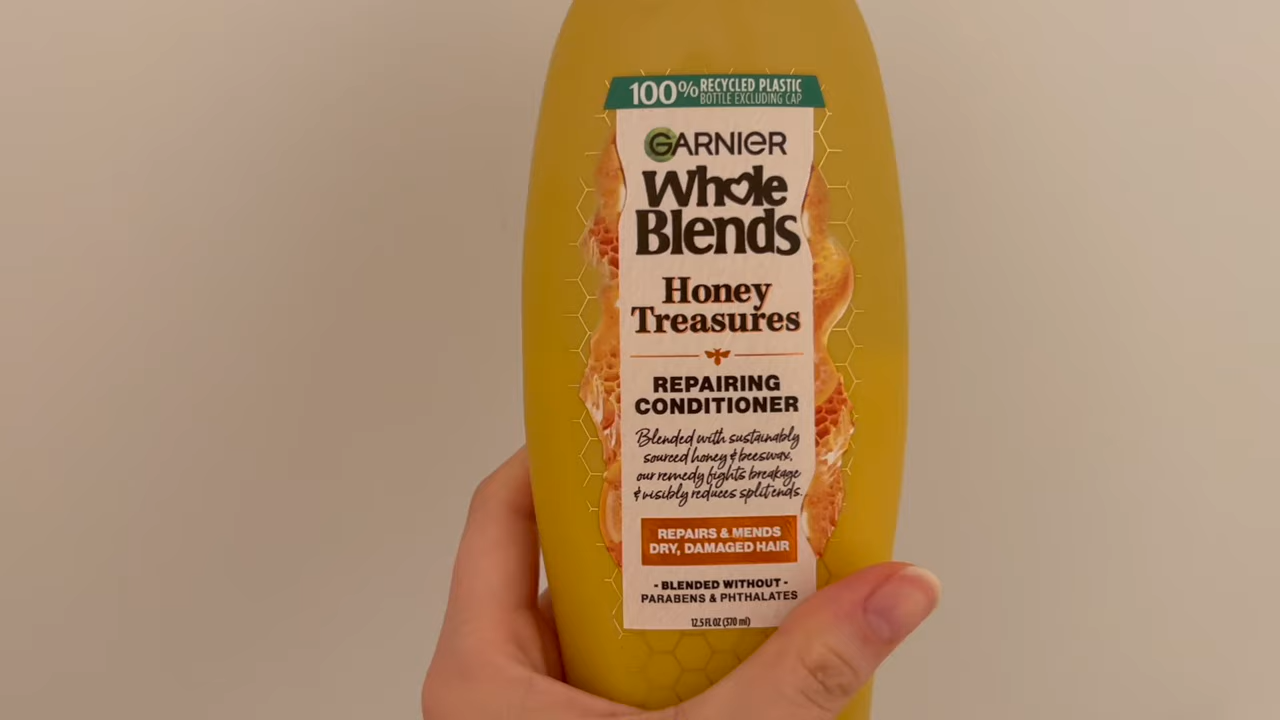 100% RECYCLED PLASTIC
BOTTLE EXCLUDING CAP
GARNIER
Whole
Blends
Honey
Treasures
REPAIRING
CONDITIONER
Blended with sustainably
sourced honey & beeswax,
our remedy fights breakage
& visibly reduces split ends.
REPAIRS & MENDS
DRY, DAMAGED HAIR
- BLENDED WITHOUT -
PARABENS & PHTHALATES
12.5 FL OZ (370 ml)